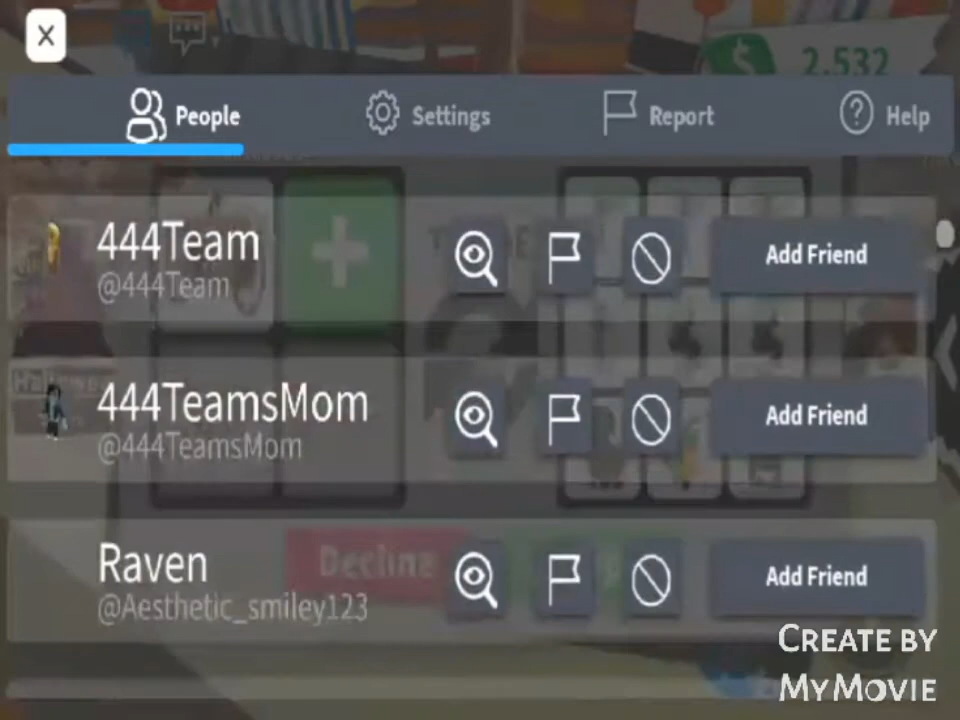 X
2,532
People
Settings
Report
Help
444Team
@444Team
Add Friend
444TeamsMom
@444TeamsMom
Add Friend
Raven
@Aesthetic_smiley123
Decline
Add Friend
CREATE BY
MYMOVIE